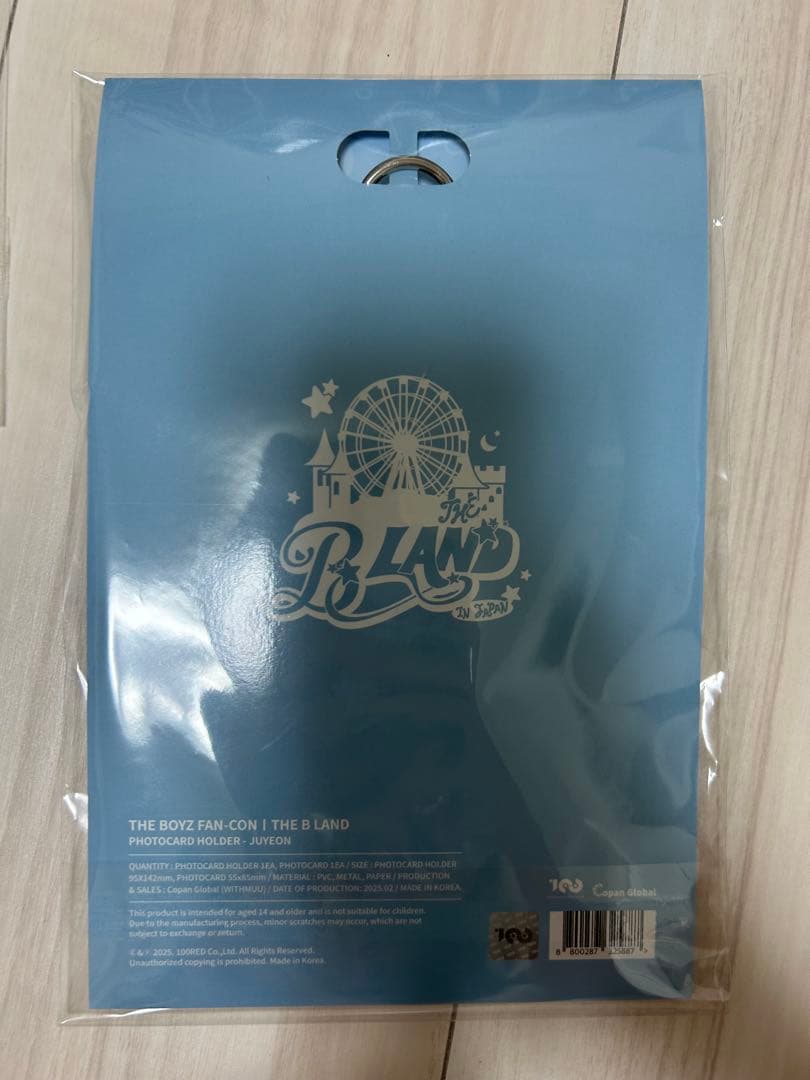 THE
B LAND
IN JAPAN
THE BOYZ FAN-CON | THE B LAND
PHOTOCARD HOLDER - JUYEON
QUANTITY : PHOTOCARD HOLDER 1EA, PHOTOCARD 1EA / SIZE : PHOTOCARD HOLDER
95X142mm, PHOTOCARD 55x85mm / MATERIAL : PVC, METAL, PAPER / PRODUCTION
& SALES : Copan Global (WITHMUU) / DATE OF PRODUCTION: 2025.02 / MADE IN KOREA.
This product is intended for aged 14 and older and is not suitable for children.
Due to the manufacturing process, minor scratches may occur, which are not
subject to exchange or return.
© & ℗ 2025. 100RED Co.,Ltd. All Rights Reserved.
Unauthorized copying is prohibited. Made in Korea.
100
Copan Global
100
8 800287